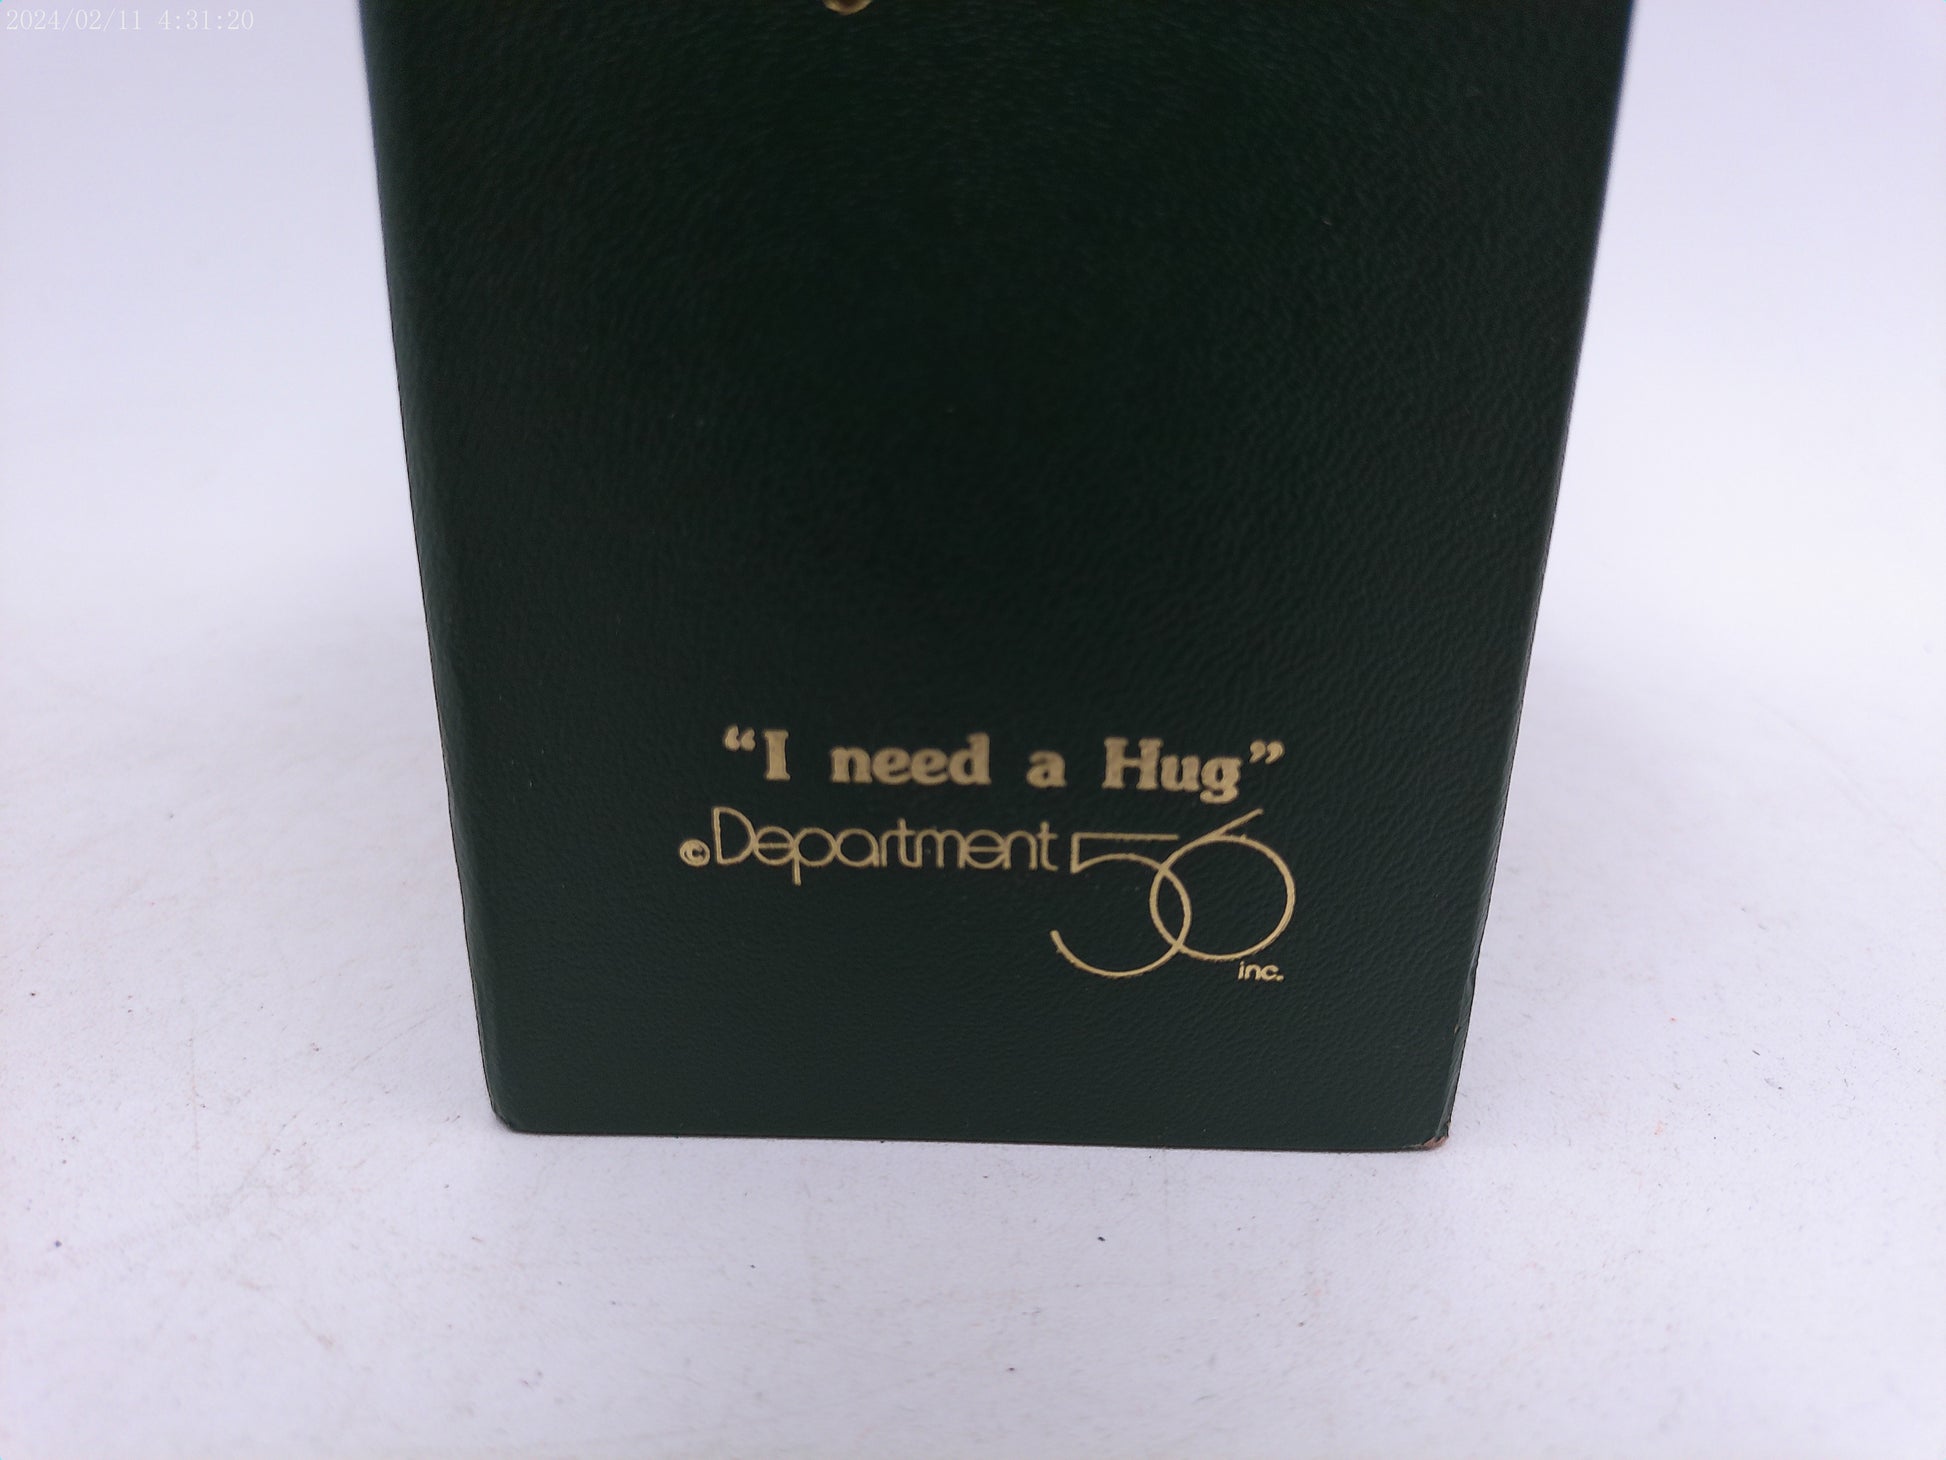 2024/02/11 4:31:20
“I need a Hug”
©Department 56
inc.